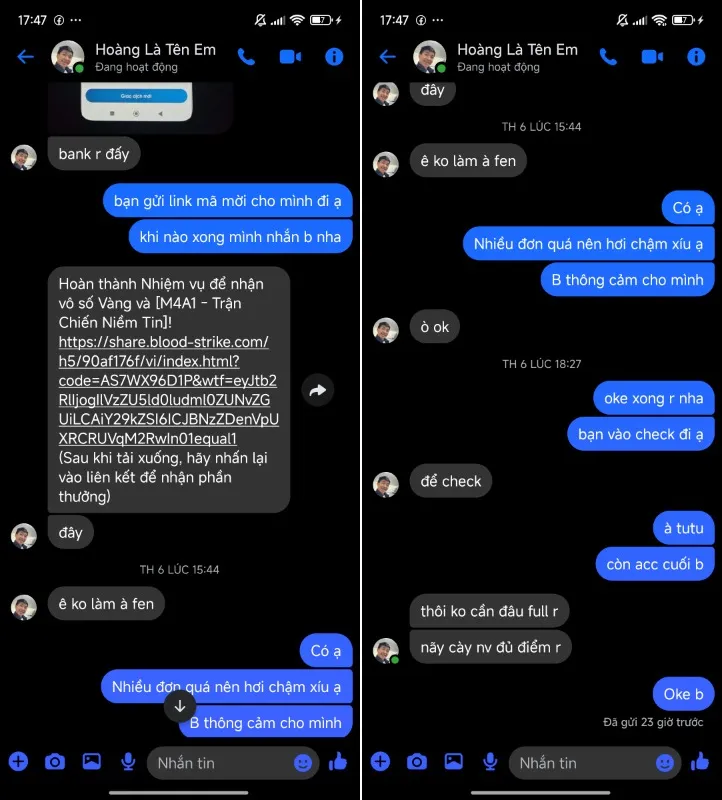 17:47
7
Hoàng Là Tên Em
Đang hoạt động
Giao dịch mới
bank r đấy
bạn gửi link mã mời cho mình đi ạ
khi nào xong mình nhắn b nha
Hoàn thành Nhiệm vụ để nhận
vô số Vàng và [M4A1 - Trận
Chiến Niềm Tin]!
https://share.blood-strike.com/
h5/90af176f/vi/index.html?
code=AS7WX96D1P&wtf=eyJtb2
RlIjogIlVzZU5ld0ludml0ZUNvZG
UiLCAiY29kZSI6ICJBNzZDenVpU
XRCRUVqM2RwIn01equal1
(Sau khi tải xuống, hãy nhấn lại
vào liên kết để nhận phần
thưởng)
đây
TH 6 LÚC 15:44
ê ko làm à fen
Có ạ
Nhiều đơn quá nên hơi chậm xíu ạ
B thông cảm cho mình
Nhắn tin
17:47
7
Hoàng Là Tên Em
Đang hoạt động
đây
TH 6 LÚC 15:44
ê ko làm à fen
Có ạ
Nhiều đơn quá nên hơi chậm xíu ạ
B thông cảm cho mình
ò ok
TH 6 LÚC 18:27
oke xong r nha
bạn vào check đi ạ
để check
à tutu
còn acc cuối b
thôi ko cần đâu full r
nãy cày nv đủ điểm r
Oke b
Đã gửi 23 giờ trước
Nhắn tin